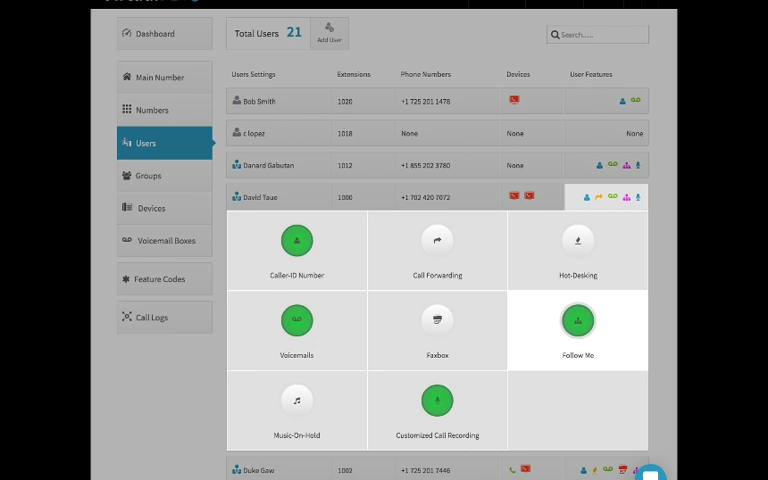 Dashboard
Total Users 21
Add User
Search......
Main Number
Numbers
Users
Groups
Devices
Voicemail Boxes
Feature Codes
Call Logs
Users Settings Extensions Phone Numbers Devices User Features
Bob Smith 1020 +1 725 201 1478
c lopez 1018 None None None
Danard Gabutan 1012 +1 855 202 3780 None
David Taue 1000 +1 702 420 7072
Caller-ID Number Call Forwarding Hot-Desking
Voicemails Faxbox Follow Me
Music-On-Hold Customized Call Recording
Duke Gaw 1002 +1 725 201 7446